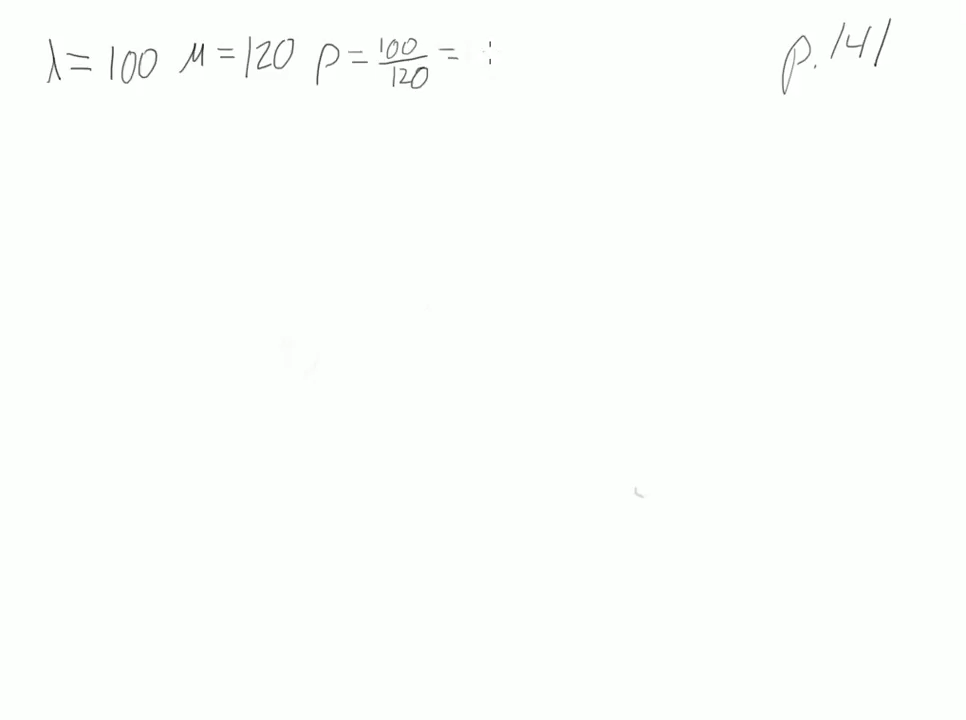 λ = 100 μ = 120 ρ = 100/120 = p. 141